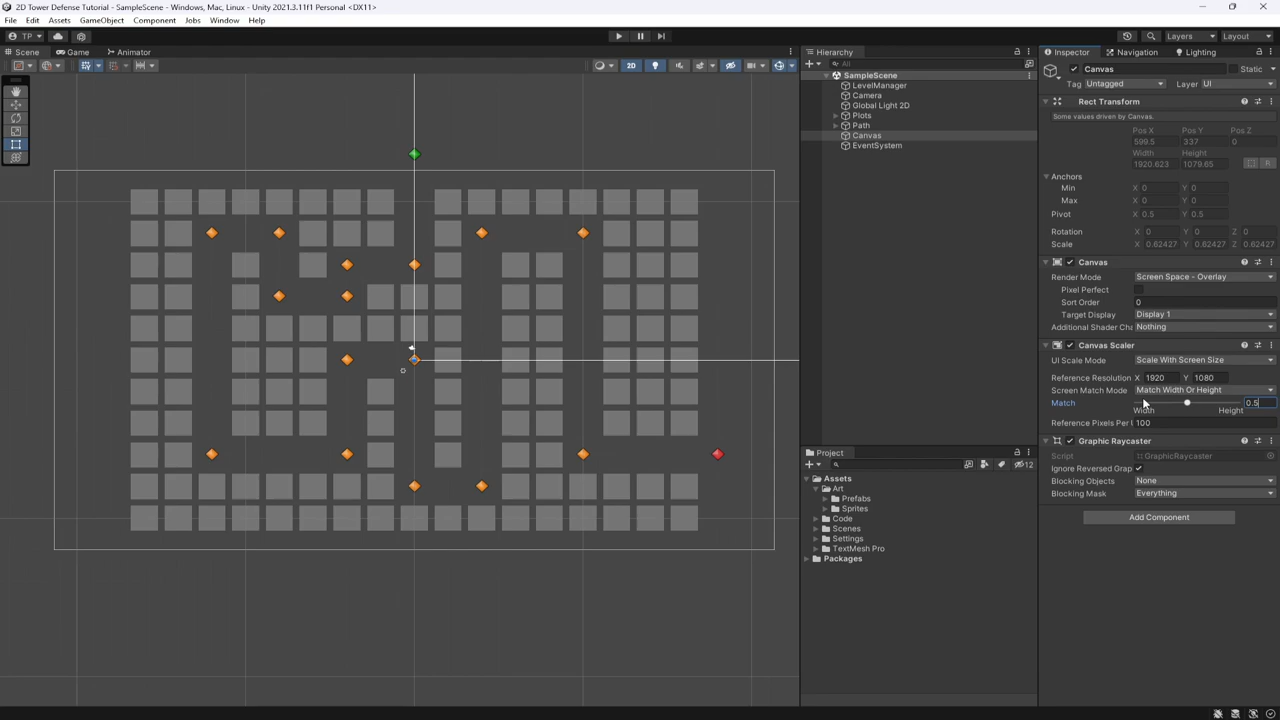 2D Tower Defense Tutorial - SampleScene - Windows, Mac, Linux - Unity 2021.3.11f1 Personal <DX11>
File Edit Assets GameObject Component Jobs Window Help
TP Layers Layout
Scene Game Animator
2D
Hierarchy
All
SampleScene
LevelManager
Camera
Global Light 2D
Plots
Path
Canvas
EventSystem
Project
12
Assets
Art
Prefabs
Sprites
Code
Scenes
Settings
TextMesh Pro
Packages
Inspector Navigation Lighting
Canvas Static
Tag Untagged Layer UI
Rect Transform
Some values driven by Canvas.
Pos X Pos Y Pos Z
599.5 337 0
Width Height
1920.623 1079.65 R
Anchors
Min X 0 Y 0
Max X 0 Y 0
Pivot X 0.5 Y 0.5
Rotation X 0 Y 0 Z 0
Scale X 0.62427 Y 0.62427 Z 0.62427
Canvas
Render Mode Screen Space - Overlay
Pixel Perfect
Sort Order 0
Target Display Display 1
Additional Shader Cha Nothing
Canvas Scaler
UI Scale Mode Scale With Screen Size
Reference Resolution X 1920 Y 1080
Screen Match Mode Match Width Or Height
Match 0.5
Width Height
Reference Pixels Per U 100
Graphic Raycaster
Script GraphicRaycaster
Ignore Reversed Grap
Blocking Objects None
Blocking Mask Everything
Add Component